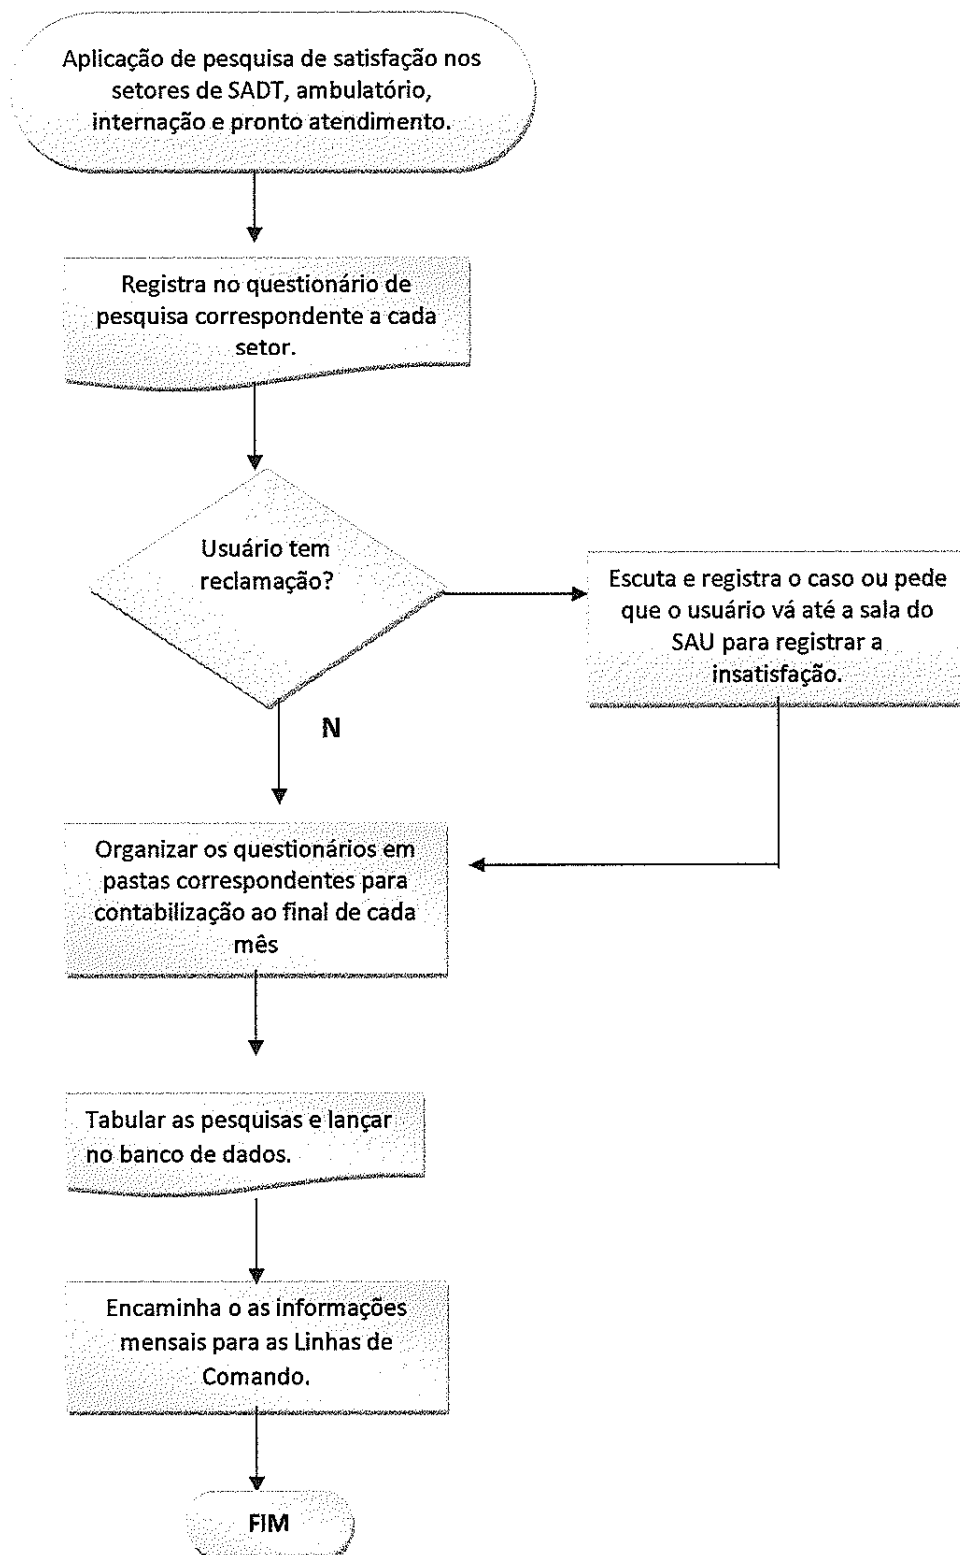 Aplicação de pesquisa de satisfação nos
setores de SADT, ambulatório,
internação e pronto atendimento.
Registra no questionário de
pesquisa correspondente a cada
setor.
Usuário tem
reclamação?
Escuta e registra o caso ou pede
que o usuário vá até a sala do
SAU para registrar a
insatisfação.
N
Organizar os questionários em
pastas correspondentes para
contabilização ao final de cada
mês
Tabular as pesquisas e lançar
no banco de dados.
Encaminha o as informações
mensais para as Linhas de
Comando.
FIM